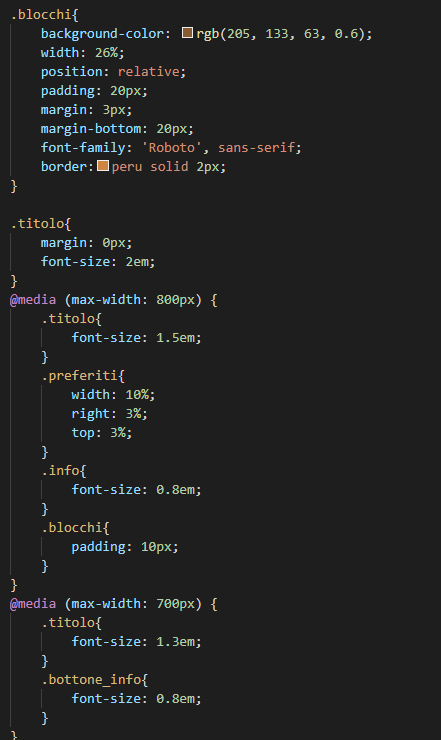 .blocchi{
    background-color: rgb(205, 133, 63, 0.6);
    width: 26%;
    position: relative;
    padding: 20px;
    margin: 3px;
    margin-bottom: 20px;
    font-family: 'Roboto', sans-serif;
    border: peru solid 2px;
}

.titolo{
    margin: 0px;
    font-size: 2em;
}
@media (max-width: 800px) {
    .titolo{
        font-size: 1.5em;
    }
    .preferiti{
        width: 10%;
        right: 3%;
        top: 3%;
    }
    .info{
        font-size: 0.8em;
    }
    .blocchi{
        padding: 10px;
    }
}
@media (max-width: 700px) {
    .titolo{
        font-size: 1.3em;
    }
    .bottone_info{
        font-size: 0.8em;
    }
}